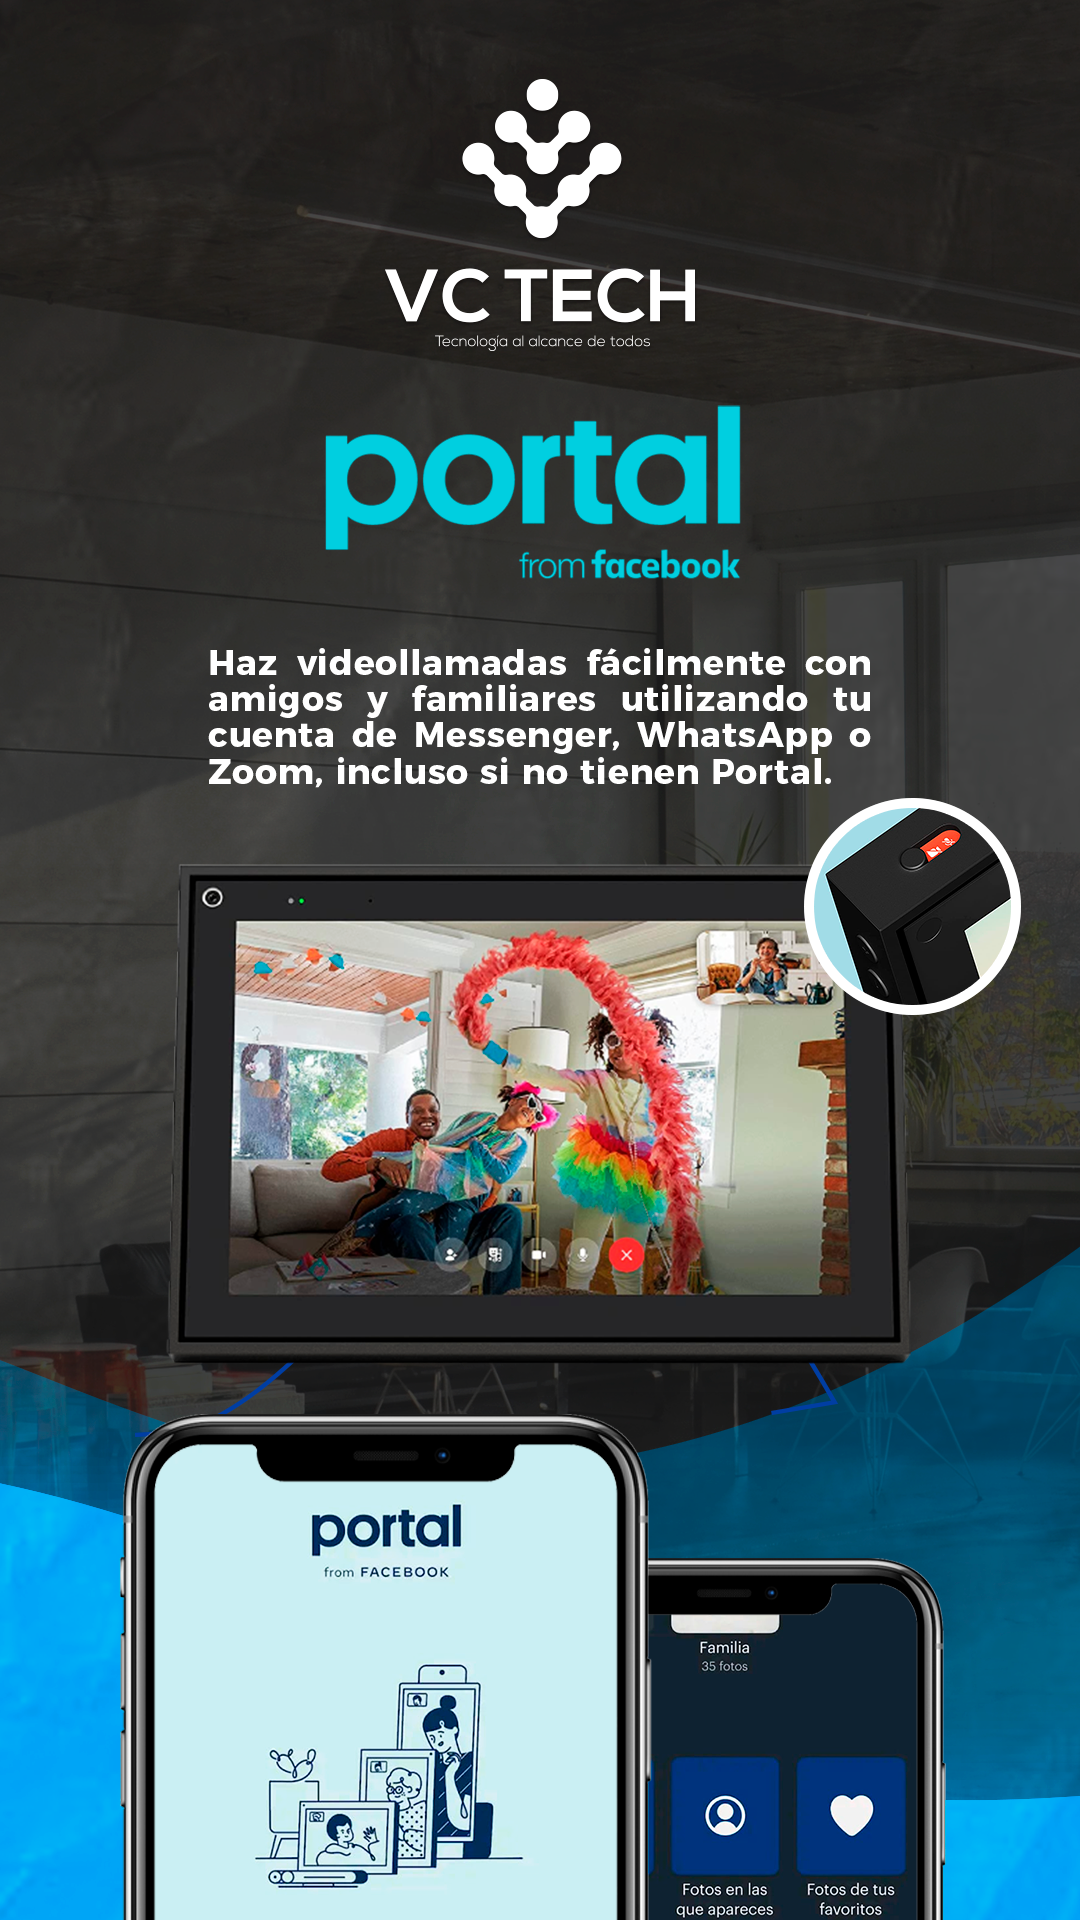 VC TECH
Tecnología al alcance de todos
portal
from facebook
Haz videollamadas fácilmente con
amigos y familiares utilizando tu
cuenta de Messenger, WhatsApp o
Zoom, incluso si no tienen Portal.
portal
from FACEBOOK
Familia
35 fotos
Fotos en las
que apareces
Fotos de tus
favoritos